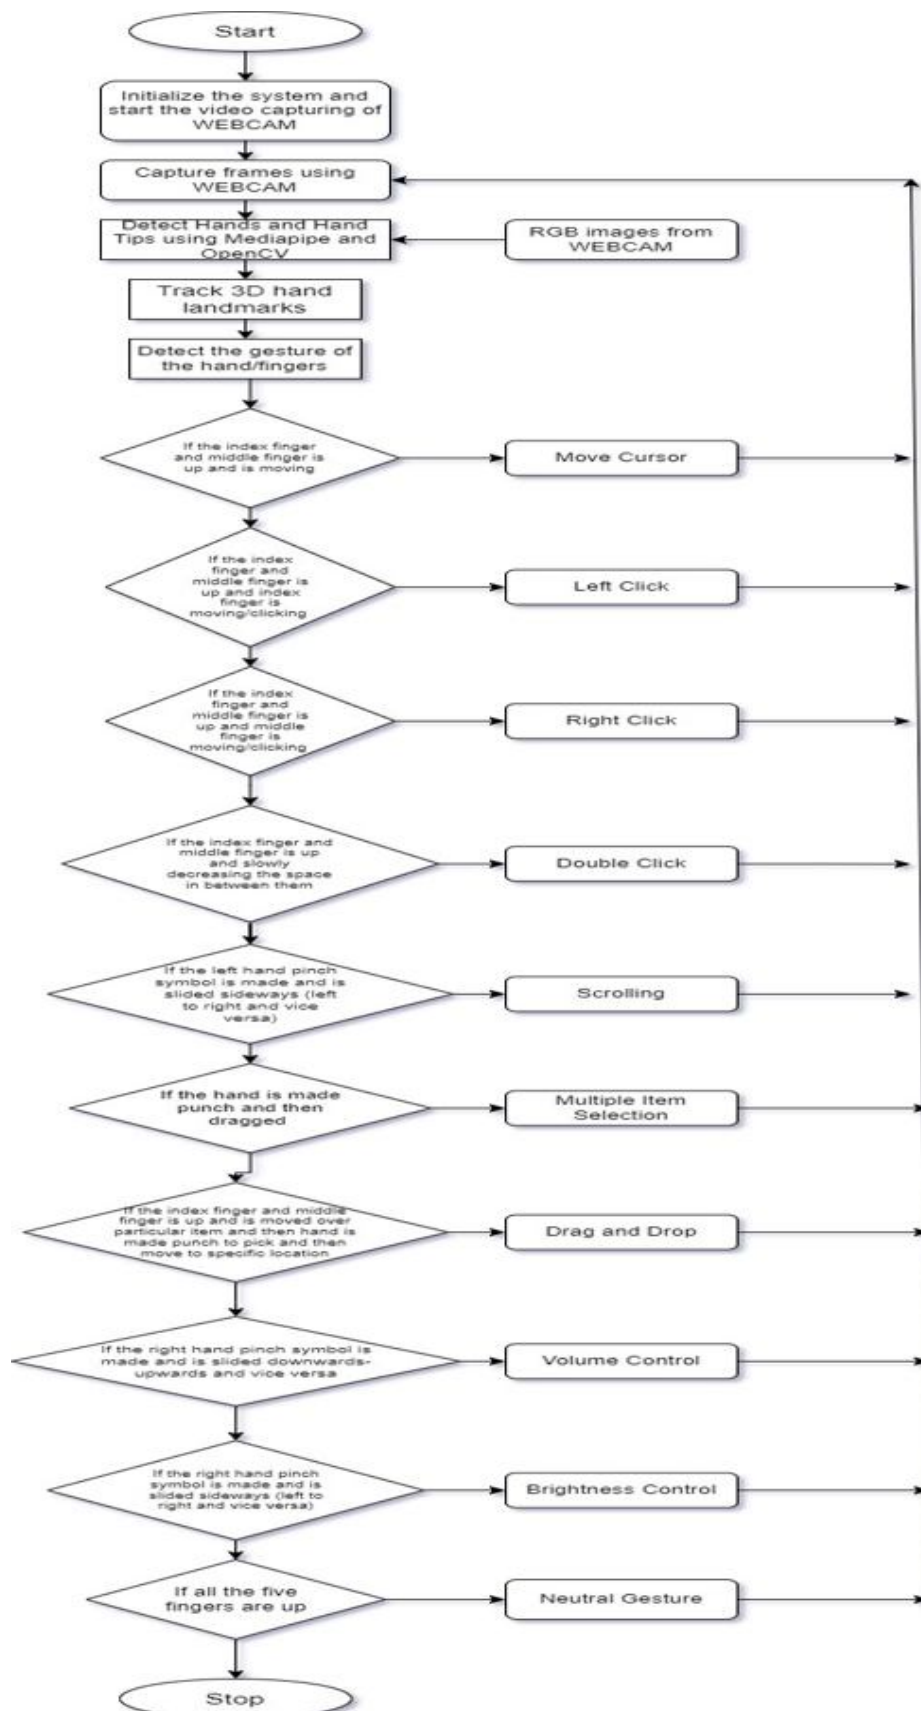 Start
Initialize the system and
start the video capturing of
WEBCAM
Capture frames using
WEBCAM
Detect Hands and Hand
Tips using Mediapipe and
OpenCV
RGB images from
WEBCAM
Track 3D hand
landmarks
Detect the gesture of
the hand/fingers
If the index finger
and middle finger is
up and is moving
Move Cursor
If the index
finger and
middle finger is
up and index
finger is
moving/clicking
Left Click
If the index
finger and
middle finger is
up and middle
finger is
moving/clicking
Right Click
If the index finger and
middle finger is up
and slowly
decreasing the space
in between them
Double Click
If the left hand pinch
symbol is made and is
slided sideways (left
to right and vice
versa)
Scrolling
If the hand is made
punch and then
dragged
Multiple Item
Selection
If the index finger and middle
finger is up and is moved over
particular item and then hand is
made punch to pick and then
move to specific location
Drag and Drop
If the right hand pinch symbol is
made and is slided downwards-
upwards and vice versa
Volume Control
If the right hand pinch
symbol is made and is
slided sideways (left to
right and vice versa)
Brightness Control
If all the five
fingers are up
Neutral Gesture
Stop